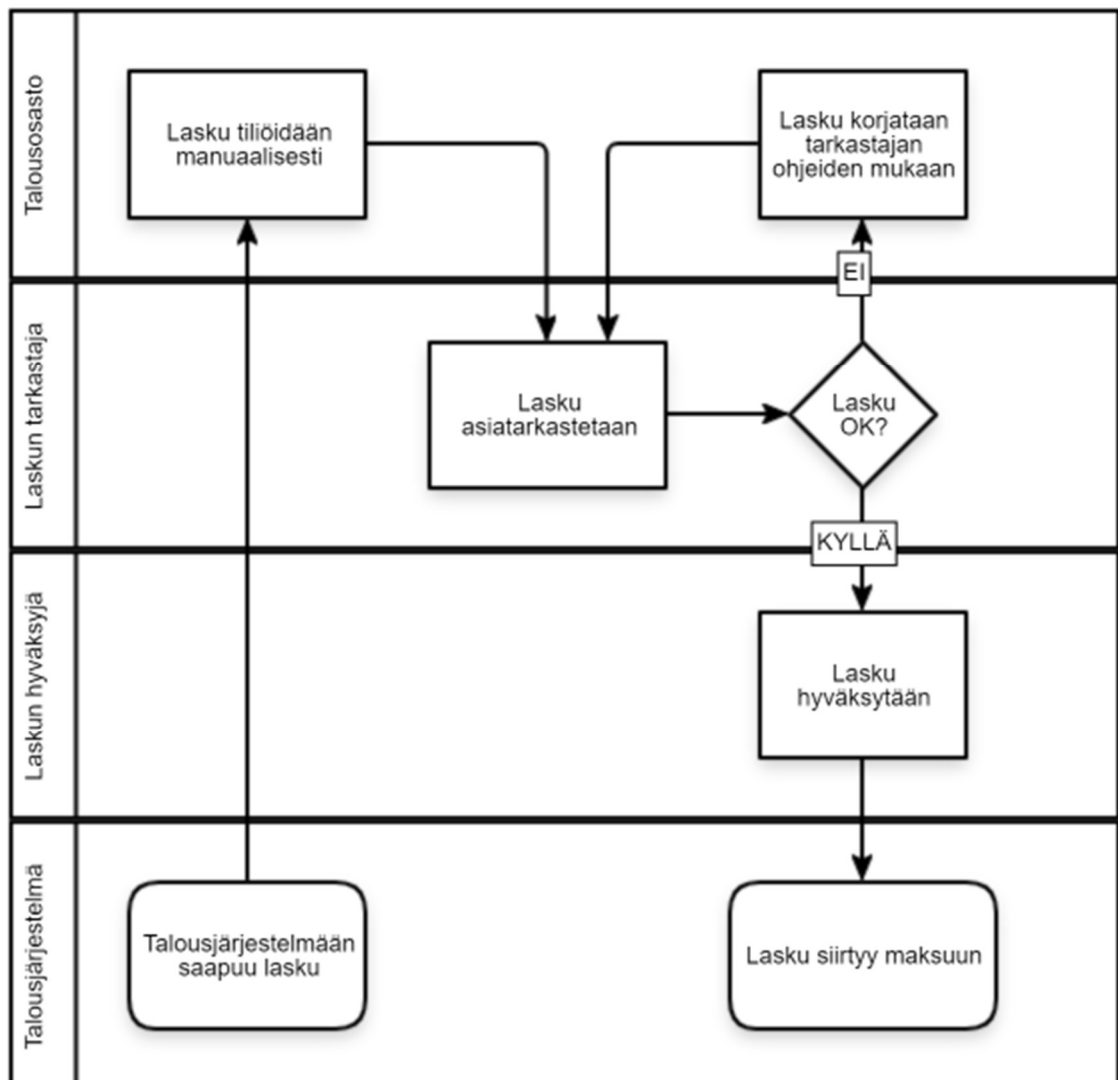 Talousosasto
Lasku tiliöidään
manuaalisesti
Lasku korjataan
tarkastajan
ohjeiden mukaan
EI
Laskun tarkastaja
Lasku
asiatarkastetaan
Lasku
OK?
KYLLÄ
Laskun hyväksyjä
Lasku
hyväksytään
Talousjärjestelmä
Talousjärjestelmään
saapuu lasku
Lasku siirtyy maksuun